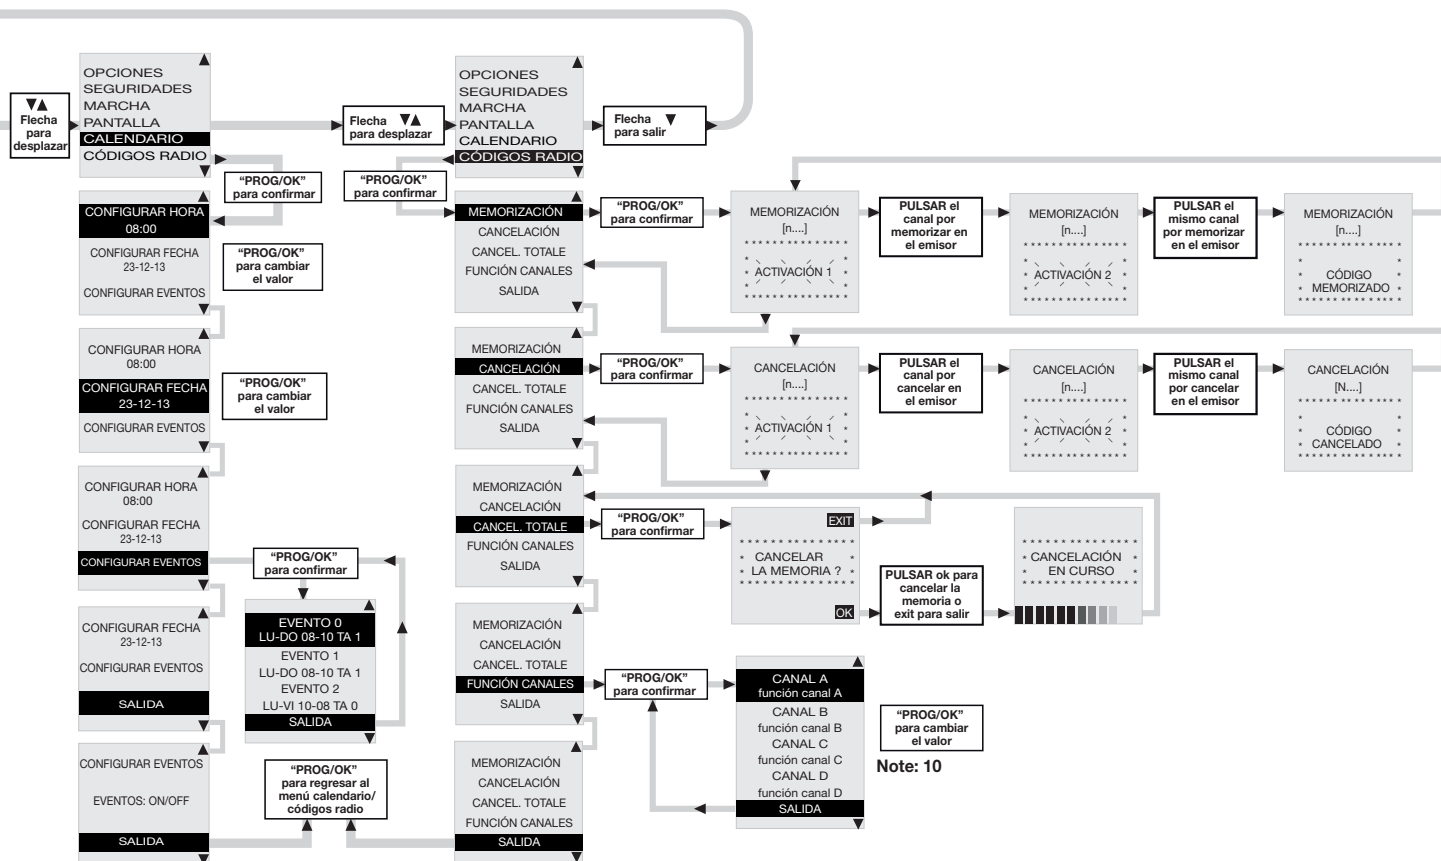 ▼▲
Flecha
para
desplazar
OPCIONES
SEGURIDADES
MARCHA
PANTALLA
CALENDARIO
CÓDIGOS RADIO
"PROG/OK"
para confirmar
CONFIGURAR HORA
08:00
CONFIGURAR FECHA
23-12-13
CONFIGURAR EVENTOS
"PROG/OK"
para cambiar
el valor
CONFIGURAR HORA
08:00
CONFIGURAR FECHA
23-12-13
CONFIGURAR EVENTOS
"PROG/OK"
para cambiar
el valor
CONFIGURAR HORA
08:00
CONFIGURAR FECHA
23-12-13
CONFIGURAR EVENTOS
"PROG/OK"
para confirmar
EVENTO 0
LU-DO 08-10 TA 1
EVENTO 1
LU-DO 08-10 TA 1
EVENTO 2
LU-VI 10-08 TA 0
SALIDA
CONFIGURAR FECHA
23-12-13
CONFIGURAR EVENTOS
SALIDA
CONFIGURAR EVENTOS
EVENTOS: ON/OFF
SALIDA
"PROG/OK"
para regresar al
menú calendario/
códigos radio
Flecha ▼▲
para desplazar
OPCIONES
SEGURIDADES
MARCHA
PANTALLA
CALENDARIO
CÓDIGOS RADIO
Flecha ▼
para salir
"PROG/OK"
para confirmar
MEMORIZACIÓN
CANCELACIÓN
CANCEL. TOTALE
FUNCIÓN CANALES
SALIDA
"PROG/OK"
para confirmar
MEMORIZACIÓN
[n....]
ACTIVACIÓN 1
PULSAR el
canal por
memorizar en
el emisor
MEMORIZACIÓN
[n....]
ACTIVACIÓN 2
PULSAR el
mismo canal
por memorizar
en el emisor
MEMORIZACIÓN
[n....]
CÓDIGO
MEMORIZADO
MEMORIZACIÓN
CANCELACIÓN
CANCEL. TOTALE
FUNCIÓN CANALES
SALIDA
"PROG/OK"
para confirmar
CANCELACIÓN
[n....]
ACTIVACIÓN 1
PULSAR el
canal por
cancelar en
el emisor
CANCELACIÓN
[n....]
ACTIVACIÓN 2
PULSAR el
mismo canal
por cancelar
en el emisor
CANCELACIÓN
[N....]
CÓDIGO
CANCELADO
MEMORIZACIÓN
CANCELACIÓN
CANCEL. TOTALE
FUNCIÓN CANALES
SALIDA
"PROG/OK"
para confirmar
EXIT
CANCELAR
LA MEMORIA ?
OK
PULSAR ok para
cancelar la
memoria o
exit para salir
CANCELACIÓN
EN CURSO
MEMORIZACIÓN
CANCELACIÓN
CANCEL. TOTALE
FUNCIÓN CANALES
SALIDA
"PROG/OK"
para confirmar
CANAL A
función canal A
CANAL B
función canal B
CANAL C
función canal C
CANAL D
función canal D
SALIDA
"PROG/OK"
para cambiar
el valor
Note: 10
MEMORIZACIÓN
CANCELACIÓN
CANCEL. TOTALE
FUNCIÓN CANALES
SALIDA